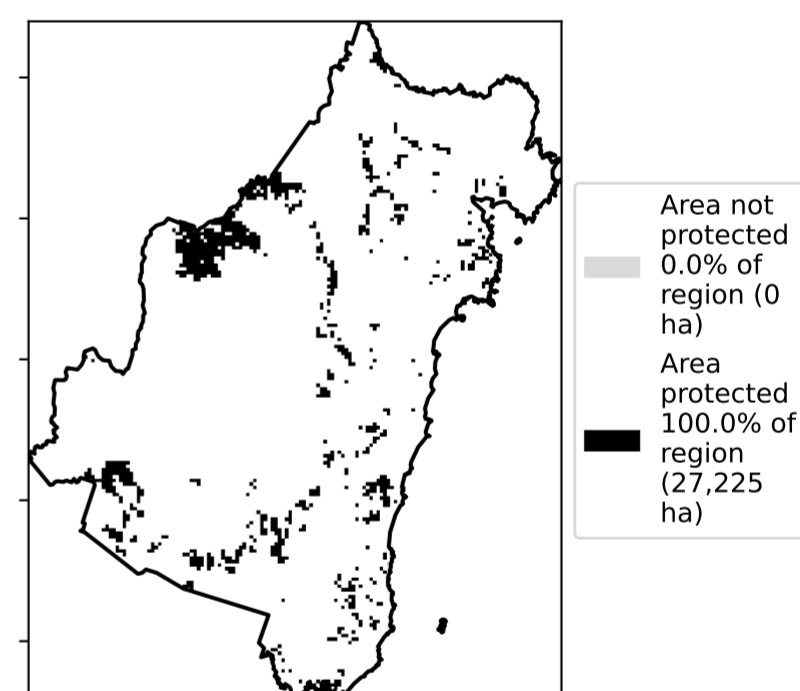 Area not
protected
0.0% of
region (0
ha)
Area
protected
100.0% of
region
(27,225
ha)